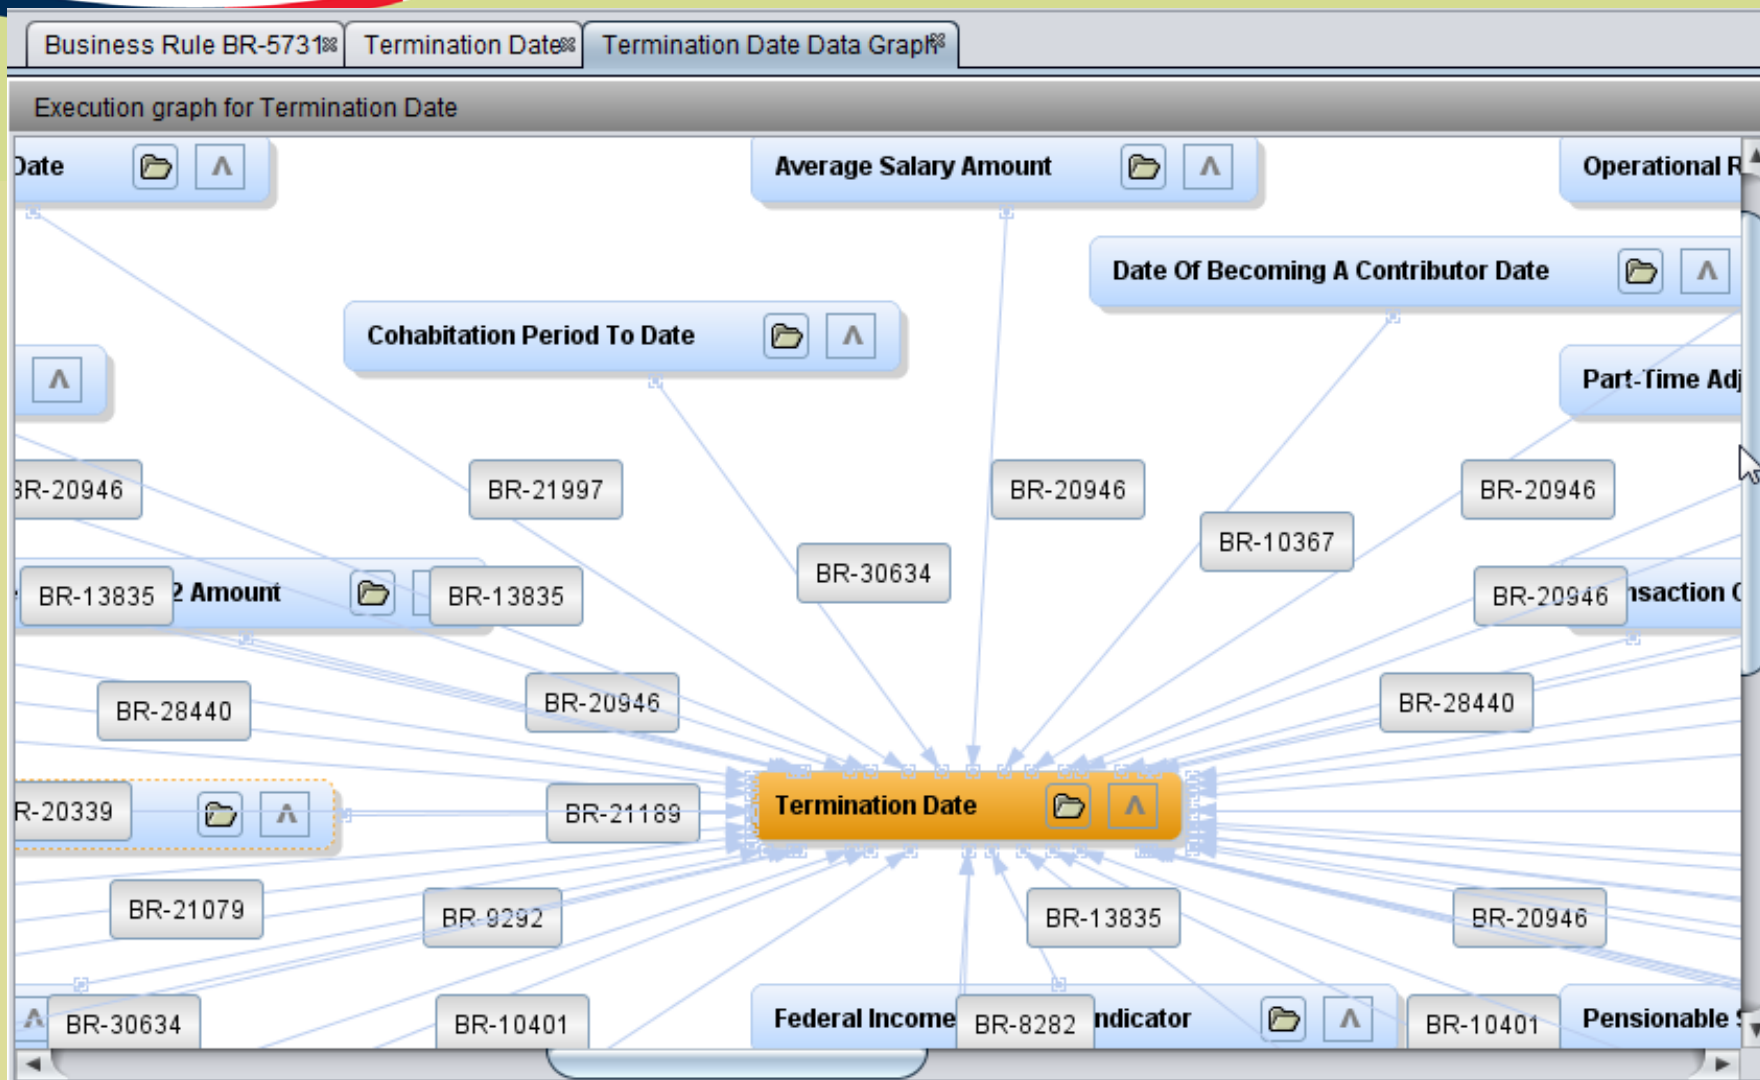 Business Rule BR-5731
Termination Date
Termination Date Data Graph
Execution graph for Termination Date
Date
Average Salary Amount
Operational R
Date Of Becoming A Contributor Date
Cohabitation Period To Date
Part-Time Adj
BR-20946
BR-21997
BR-20946
BR-20946
BR-10367
BR-30634
BR-13835
2 Amount
BR-13835
BR-20946
nsaction
BR-28440
BR-20946
BR-28440
R-20339
BR-21189
Termination Date
BR-21079
BR-9292
BR-13835
BR-20946
BR-30634
BR-10401
Federal Income
BR-8282
ndicator
BR-10401
Pensionable